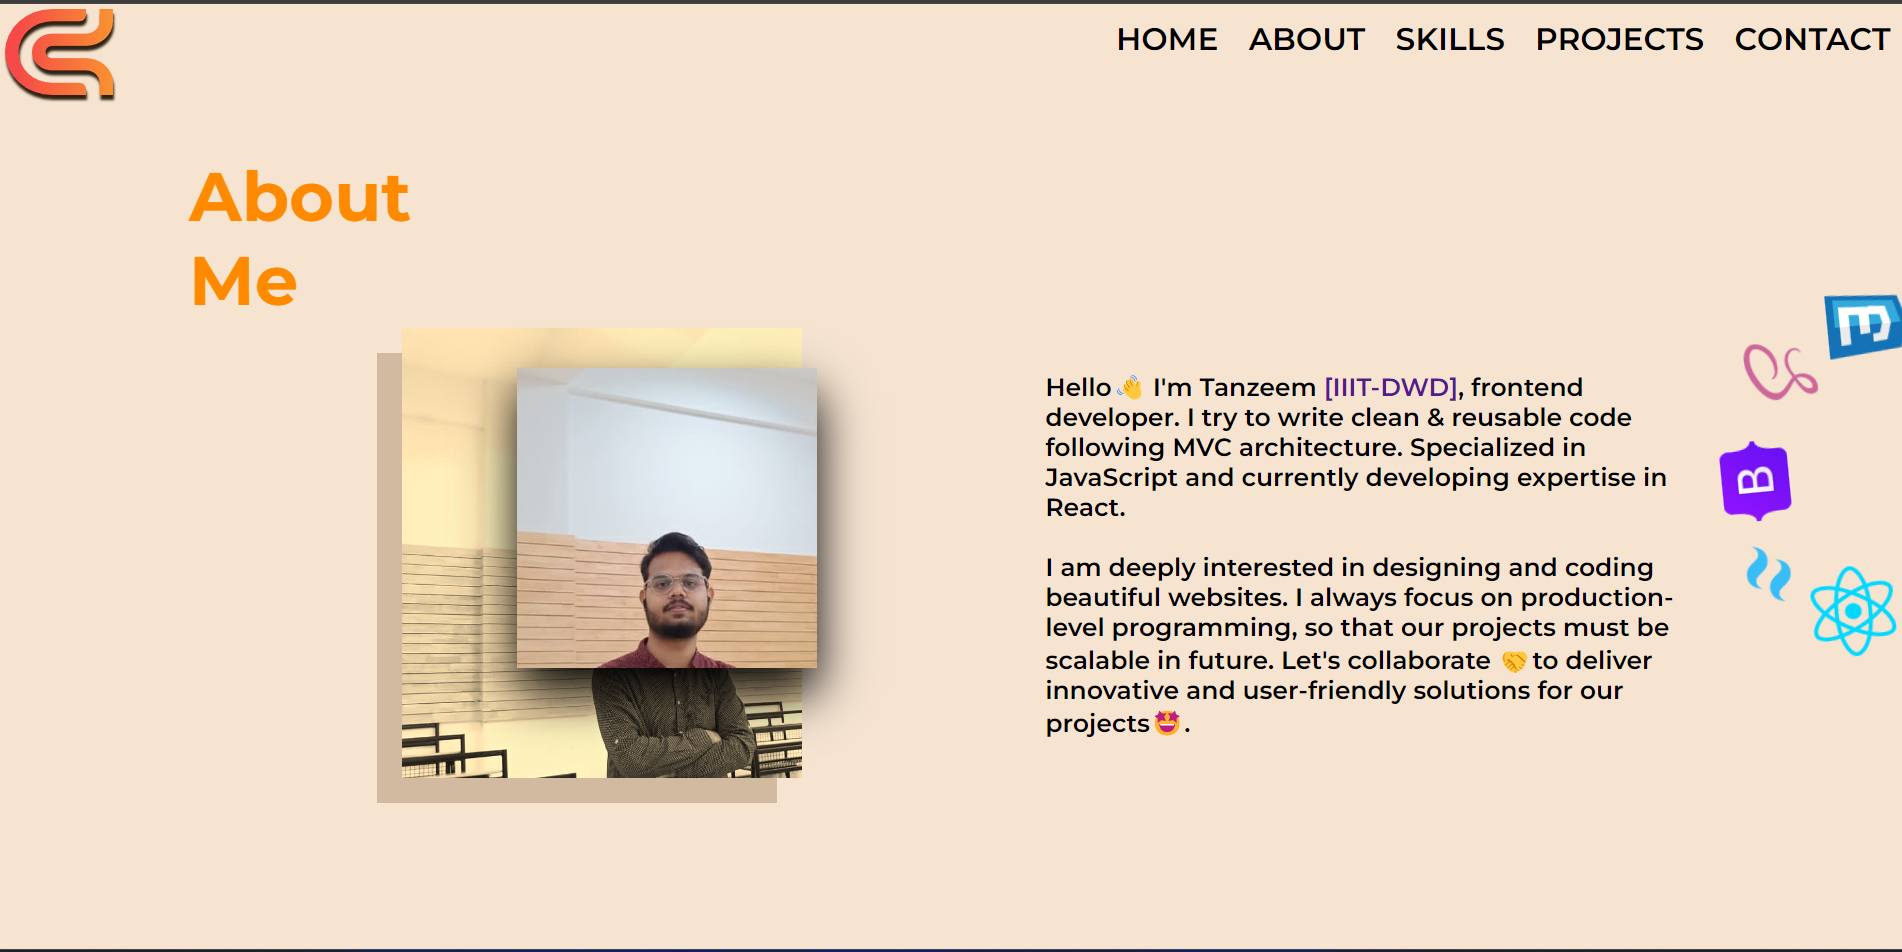 HOME ABOUT SKILLS PROJECTS CONTACT
About
Me
Hello👋 I'm Tanzeem [IIIT-DWD], frontend
developer. I try to write clean & reusable code
following MVC architecture. Specialized in
JavaScript and currently developing expertise in
React.
I am deeply interested in designing and coding
beautiful websites. I always focus on production-
level programming, so that our projects must be
scalable in future. Let's collaborate 🤝 to deliver
innovative and user-friendly solutions for our
projects🤩.
B